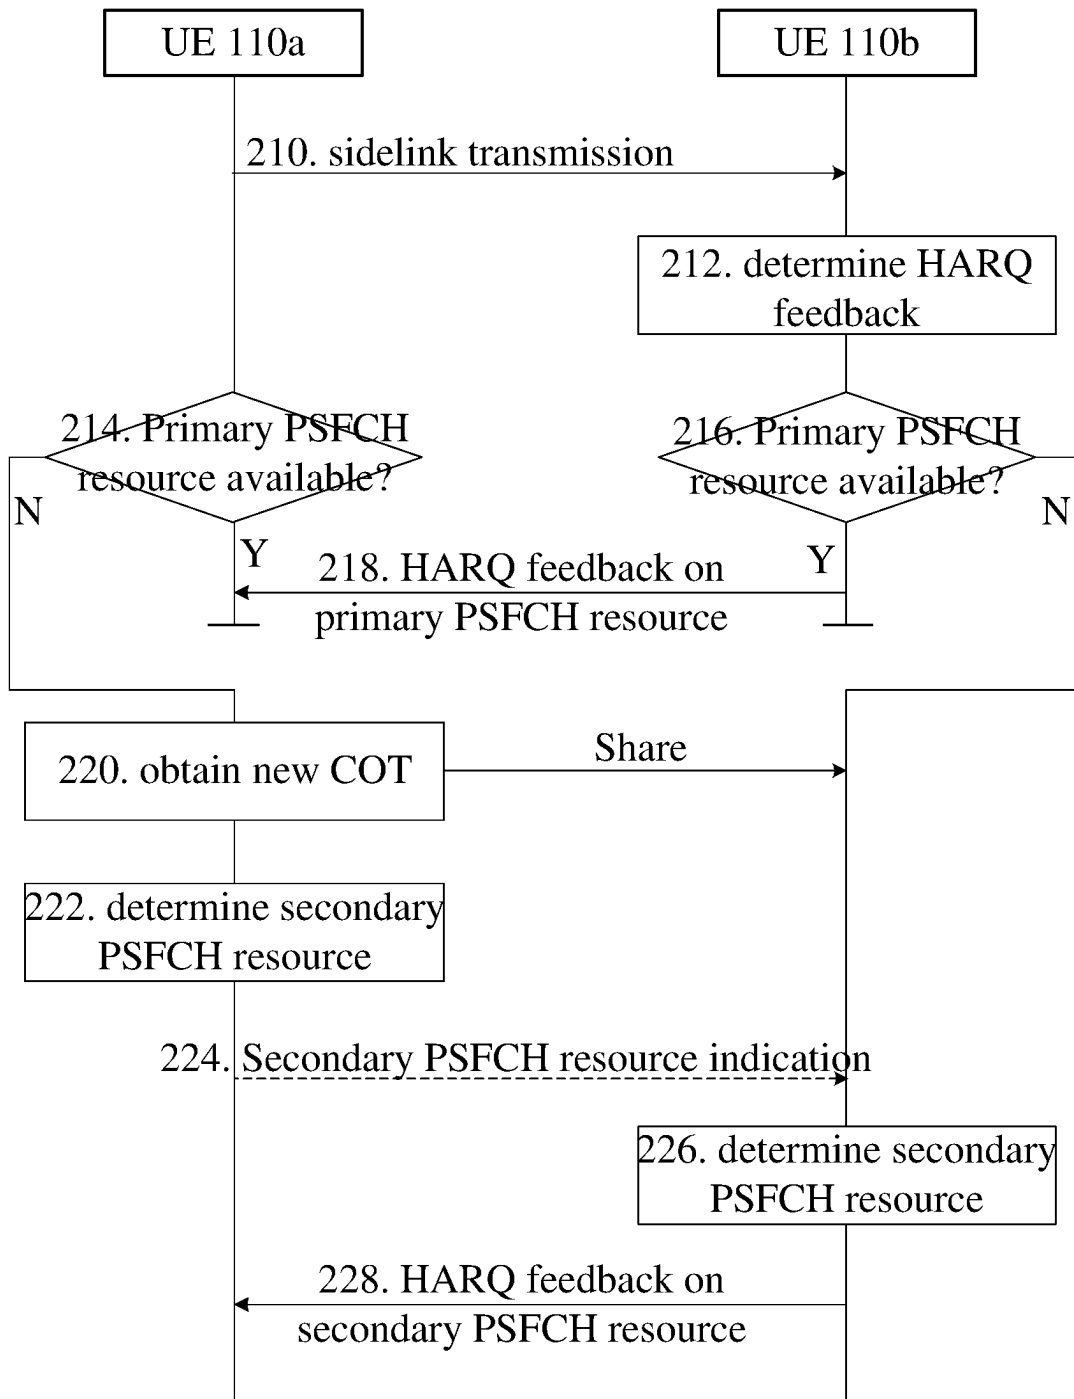 UE 110a
UE 110b
210. sidelink transmission
212. determine HARQ
feedback
214. Primary PSFCH
resource available?
216. Primary PSFCH
resource available?
N
N
Y
Y
218. HARQ feedback on
primary PSFCH resource
220. obtain new COT
Share
222. determine secondary
PSFCH resource
224. Secondary PSFCH resource indication
226. determine secondary
PSFCH resource
228. HARQ feedback on
secondary PSFCH resource